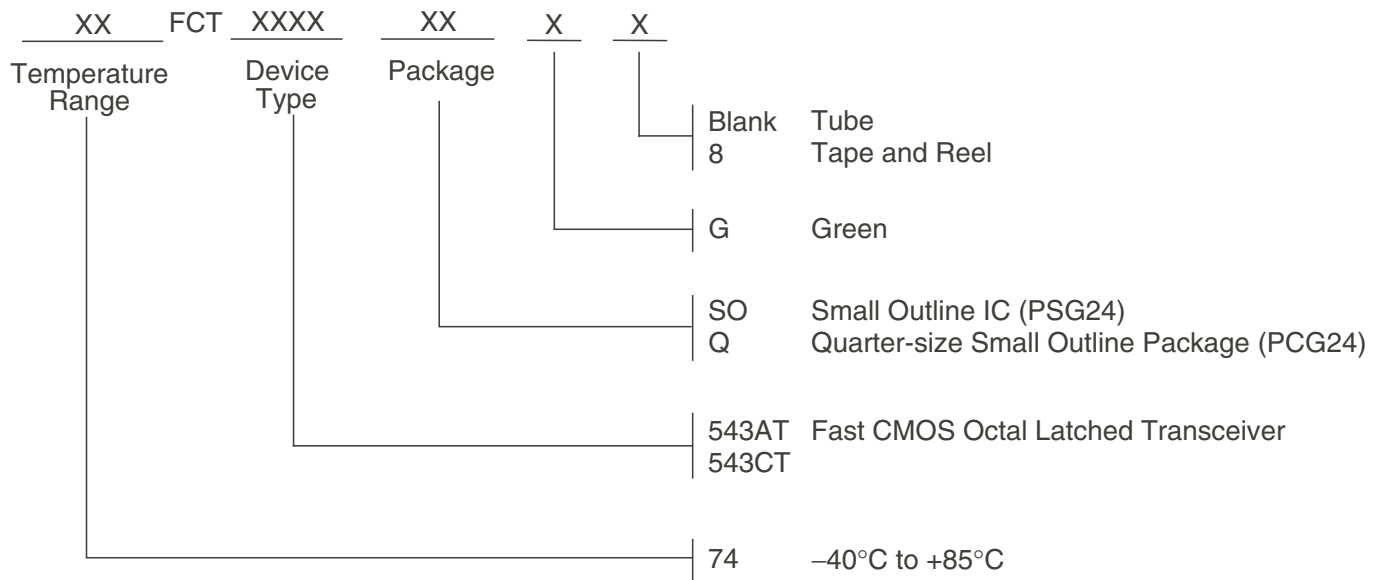 XX FCT XXXX XX X X
Temperature Range
Device Type
Package
Blank Tube
8 Tape and Reel
G Green
SO Small Outline IC (PSG24)
Q Quarter-size Small Outline Package (PCG24)
543AT Fast CMOS Octal Latched Transceiver
543CT
74 –40°C to +85°C